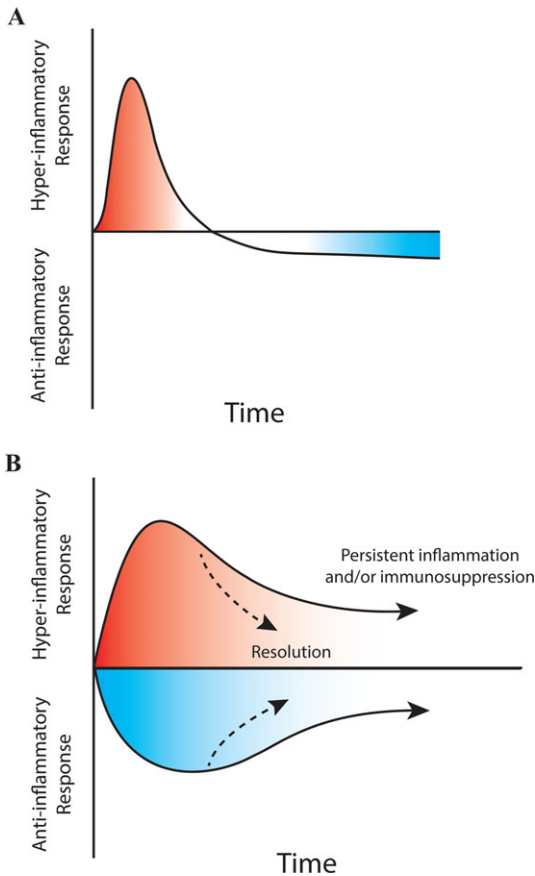 A
Hyper-inflammatory
Response
Anti-inflammatory
Response
Time
B
Hyper-inflammatory
Response
Persistent inflammation
and/or immunosuppression
Resolution
Anti-inflammatory
Response
Time